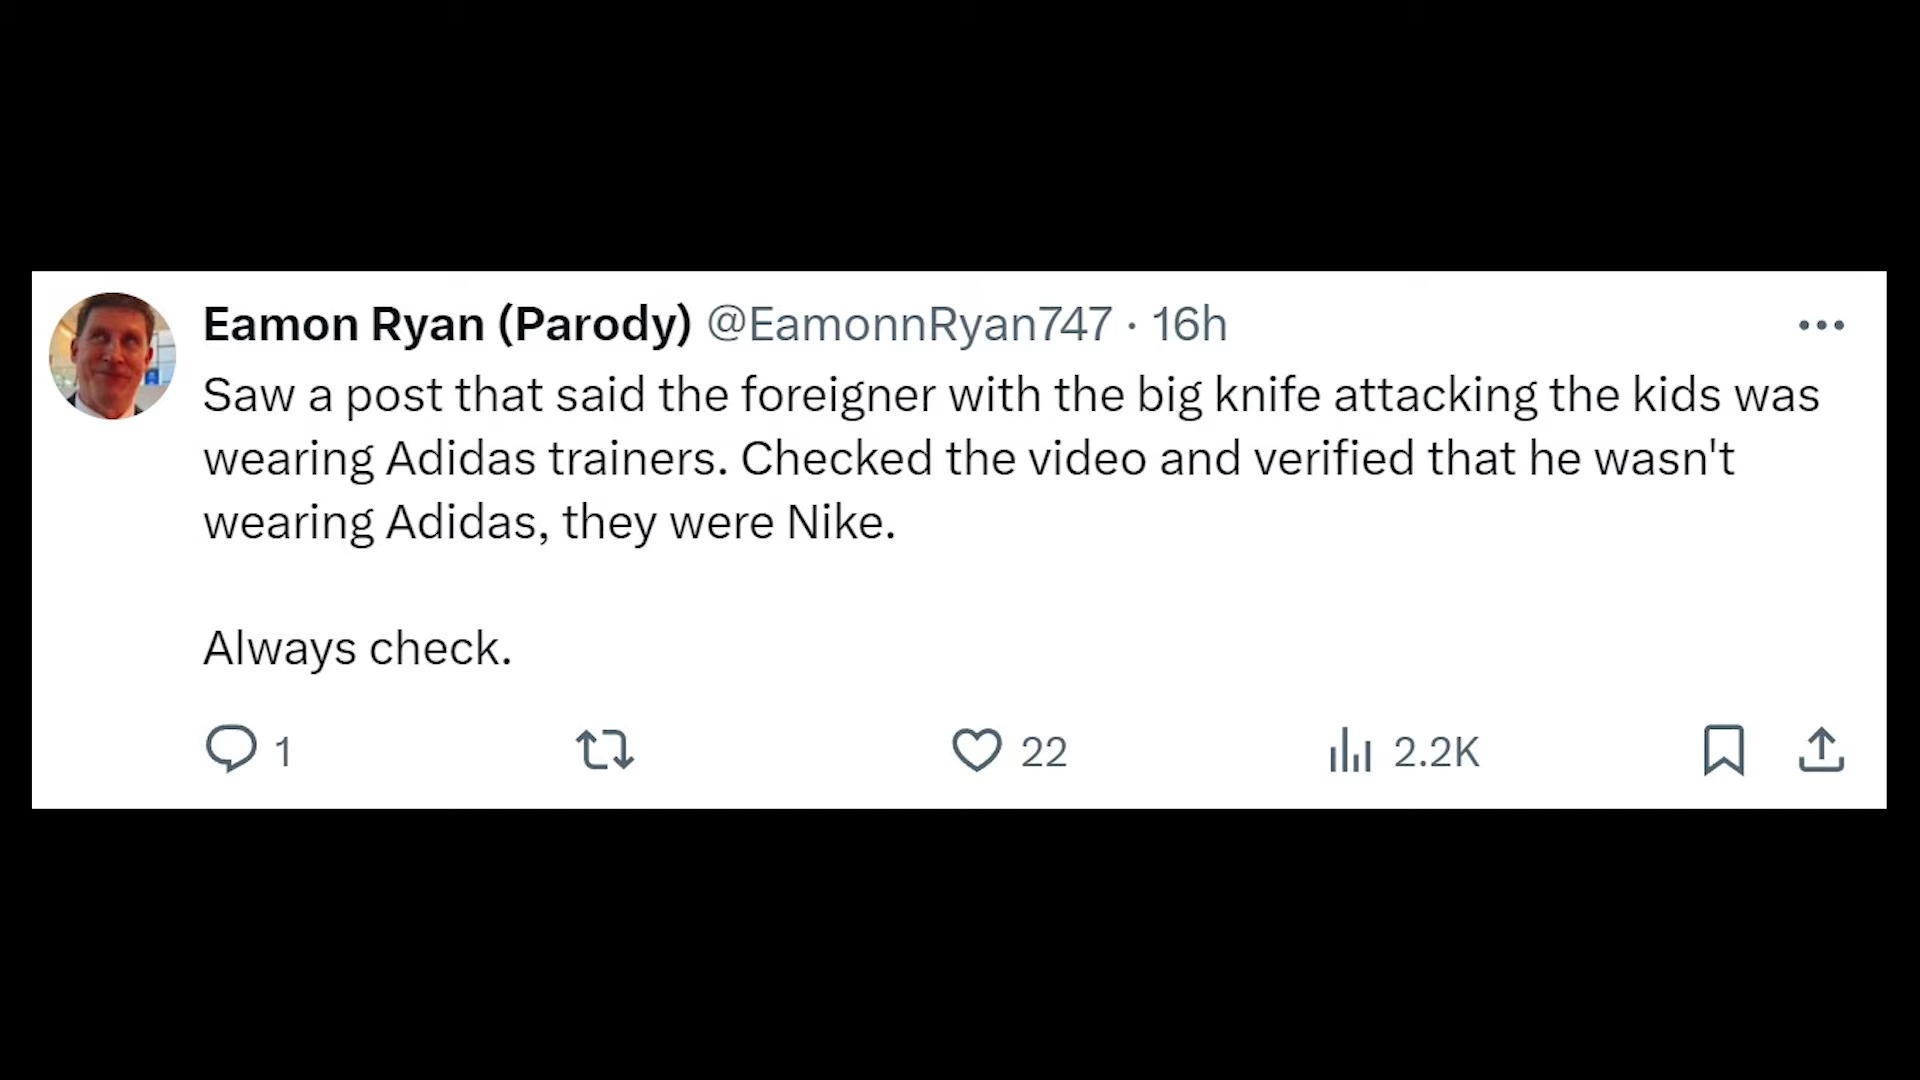 Eamon Ryan (Parody) @EamonnRyan747 · 16h
Saw a post that said the foreigner with the big knife attacking the kids was
wearing Adidas trainers. Checked the video and verified that he wasn't
wearing Adidas, they were Nike.
Always check.
1 22 2.2K